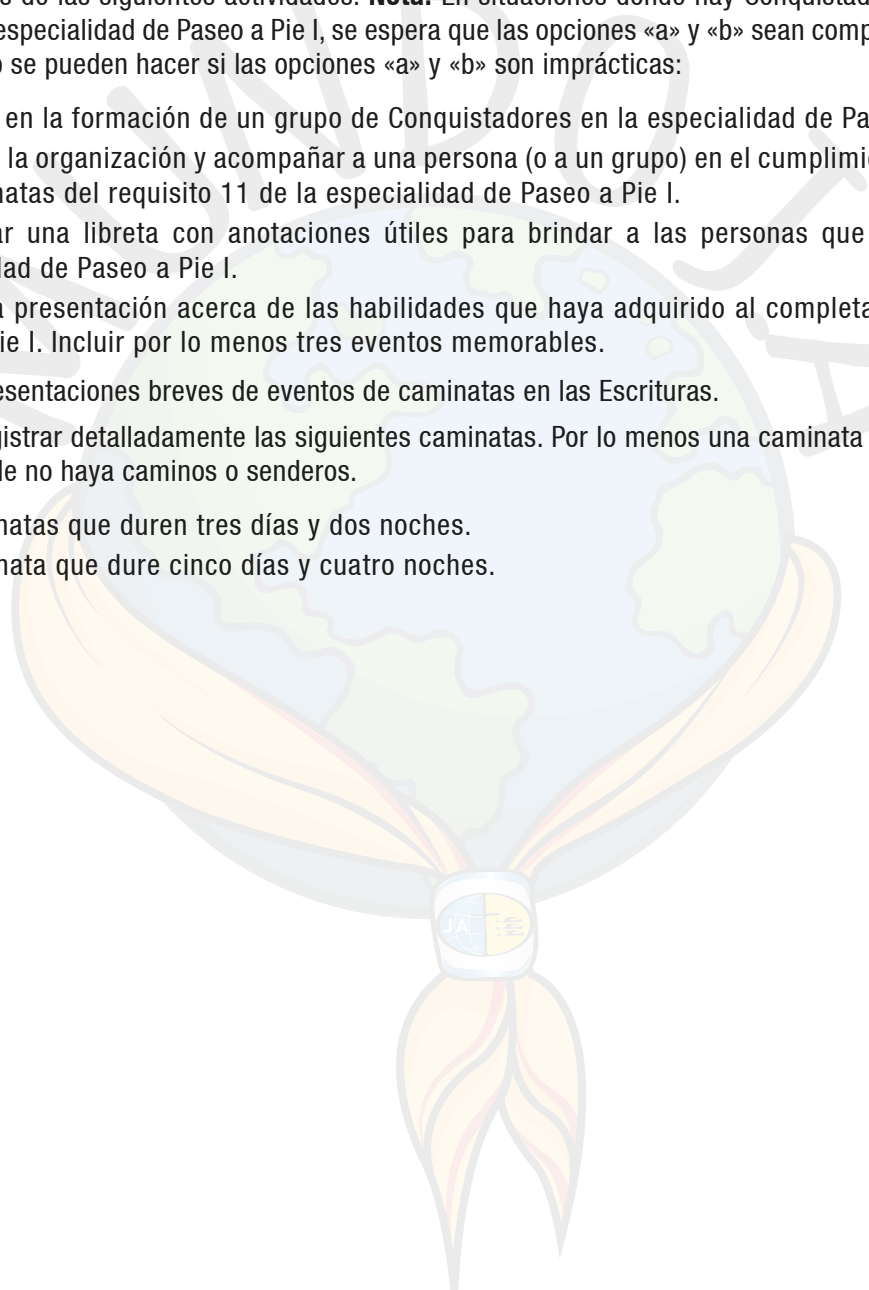 s de las siguientes actividades. Nota: En situaciones donde hay Conquistad
especialidad de Paseo a Pie I, se espera que las opciones «a» y «b» sean comp
o se pueden hacer si las opciones «a» y «b» son imprácticas:
en la formación de un grupo de Conquistadores en la especialidad de Pa
la organización y acompañar a una persona (o a un grupo) en el cumplimi
natas del requisito 11 de la especialidad de Paseo a Pie I.
ar una libreta con anotaciones útiles para brindar a las personas que
dad de Paseo a Pie I.
a presentación acerca de las habilidades que haya adquirido al completa
ie I. Incluir por lo menos tres eventos memorables.
esentaciones breves de eventos de caminatas en las Escrituras.
gistrar detalladamente las siguientes caminatas. Por lo menos una caminata
de no haya caminos o senderos.
natas que duren tres días y dos noches.
nata que dure cinco días y cuatro noches.
MUNDO JA
JA